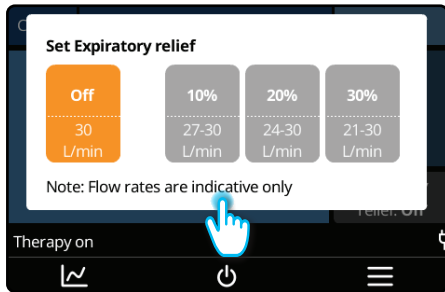 Set Expiratory relief
Off
30
L/min
10%
27-30
L/min
20%
24-30
L/min
30%
21-30
L/min
Note: Flow rates are indicative only
relief: Off
Therapy on